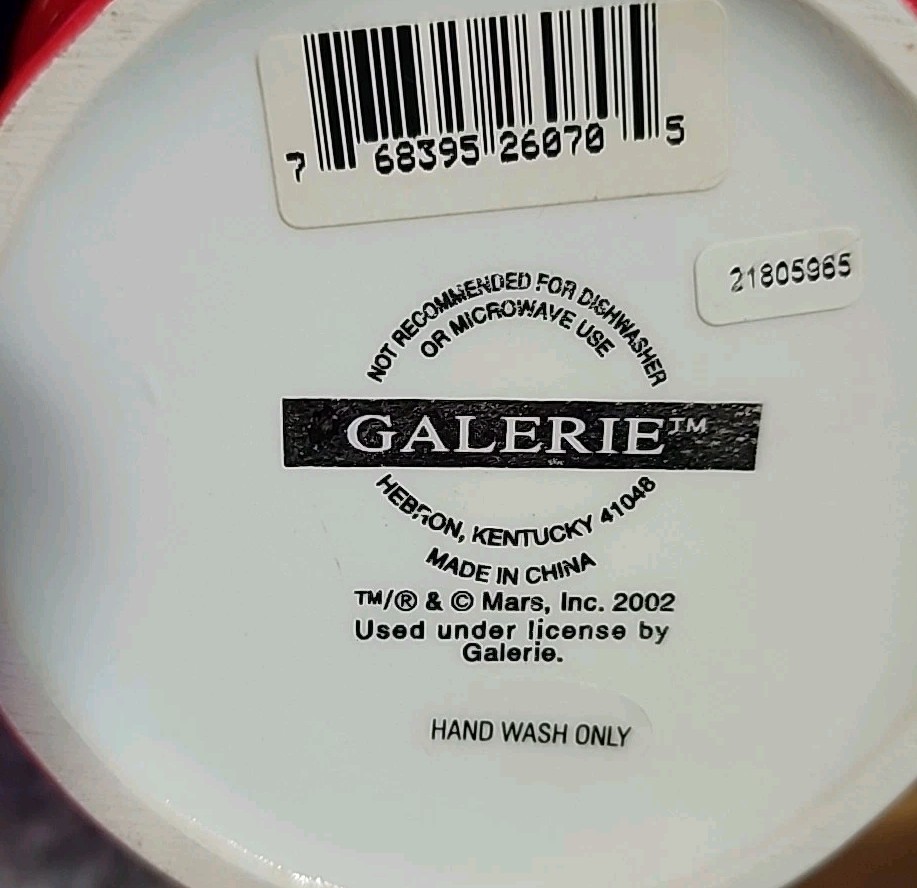 7 68395 26070 5
21805965
NOT RECOMMENDED FOR DISHWASHER
OR MICROWAVE USE
GALERIE™
HEBRON, KENTUCKY 41048
MADE IN CHINA
™/® & © Mars, Inc. 2002
Used under license by
Galerie.
HAND WASH ONLY